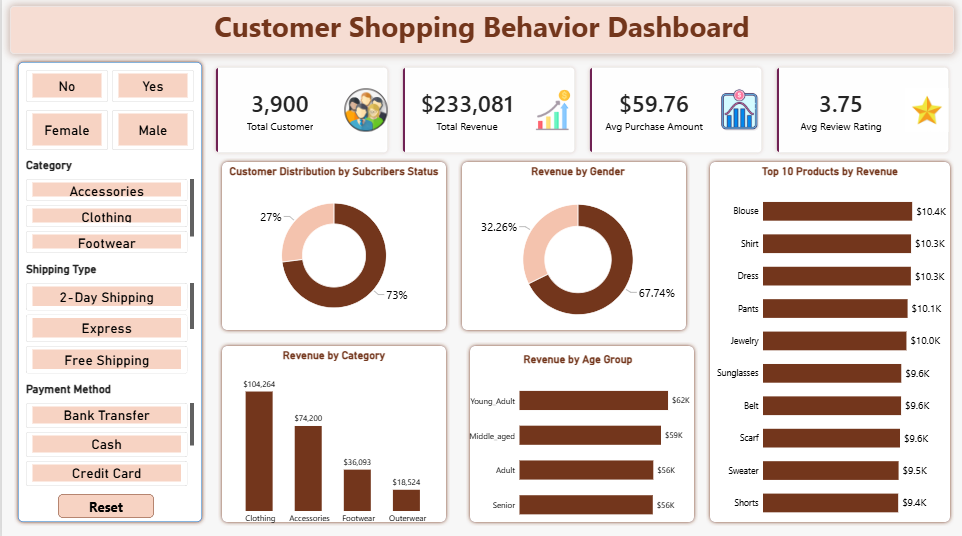 Customer Shopping Behavior Dashboard
No Yes
Female Male
Category
Accessories
Clothing
Footwear
Shipping Type
2-Day Shipping
Express
Free Shipping
Payment Method
Bank Transfer
Cash
Credit Card
Reset
3,900
Total Customer
$233,081
Total Revenue
$59.76
Avg Purchase Amount
3.75
Avg Review Rating
Customer Distribution by Subcribers Status
27%
73%
Revenue by Gender
32.26%
67.74%
Top 10 Products by Revenue
Blouse $10.4K
Shirt $10.3K
Dress $10.3K
Pants $10.1K
Jewelry $10.0K
Sunglasses $9.6K
Belt $9.6K
Scarf $9.6K
Sweater $9.5K
Shorts $9.4K
Revenue by Category
$104,264
$74,200
$36,093
$18,524
Clothing Accessories Footwear Outerwear
Revenue by Age Group
Young_Adult $62K
Middle_aged $59K
Adult $56K
Senior $56K